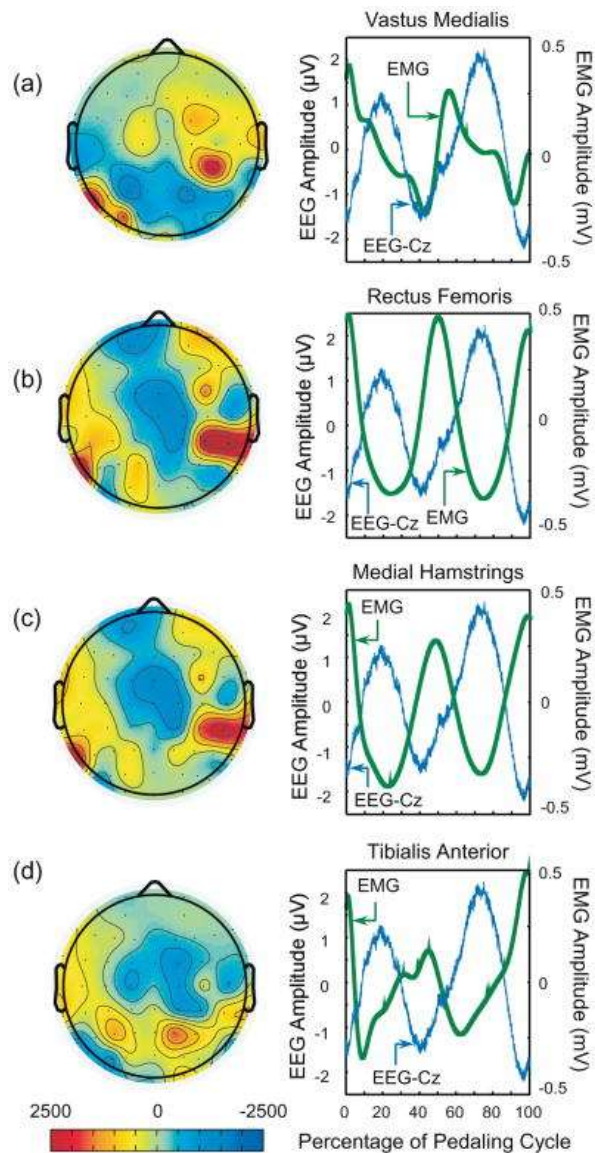 Vastus Medialis
(a)
EEG Amplitude (µV)
2
1
0
-1
-2
EMG
EEG-Cz
0.5
0
-0.5
EMG Amplitude (mV)
Rectus Femoris
(b)
EEG Amplitude (µV)
2
1
0
-1
-2
EEG-Cz
EMG
0.5
0
-0.5
EMG Amplitude (mV)
Medial Hamstrings
(c)
EEG Amplitude (µV)
2
1
0
-1
-2
EMG
EEG-Cz
0.5
0
-0.5
EMG Amplitude (mV)
Tibialis Anterior
(d)
EEG Amplitude (µV)
2
1
0
-1
-2
EMG
EEG-Cz
0.5
0
-0.5
EMG Amplitude (mV)
0 20 40 60 80 100
Percentage of Pedaling Cycle
2500 0 -2500